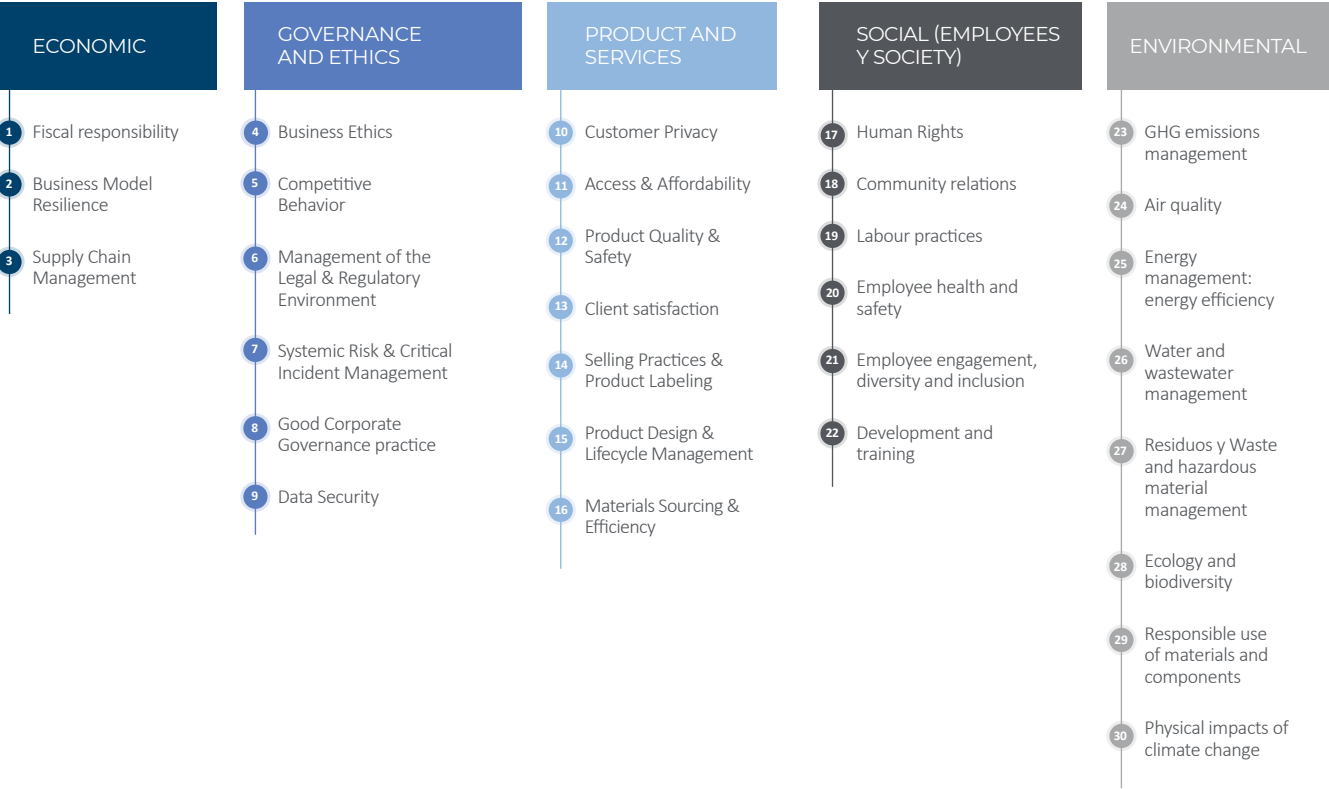 ECONOMIC
1 Fiscal responsibility
2 Business Model
Resilience
3 Supply Chain
Management
GOVERNANCE
AND ETHICS
4 Business Ethics
5 Competitive
Behavior
6 Management of the
Legal & Regulatory
Environment
7 Systemic Risk & Critical
Incident Management
8 Good Corporate
Governance practice
9 Data Security
PRODUCT AND
SERVICES
10 Customer Privacy
11 Access & Affordability
12 Product Quality &
Safety
13 Client satisfaction
14 Selling Practices &
Product Labeling
15 Product Design &
Lifecycle Management
16 Materials Sourcing &
Efficiency
SOCIAL (EMPLOYEES
Y SOCIETY)
17 Human Rights
18 Community relations
19 Labour practices
20 Employee health and
safety
21 Employee engagement,
diversity and inclusion
22 Development and
training
ENVIRONMENTAL
23 GHG emissions
management
24 Air quality
25 Energy
management:
energy efficiency
26 Water and
wastewater
management
27 Residuos y Waste
and hazardous
material
management
28 Ecology and
biodiversity
29 Responsible use
of materials and
components
30 Physical impacts of
climate change